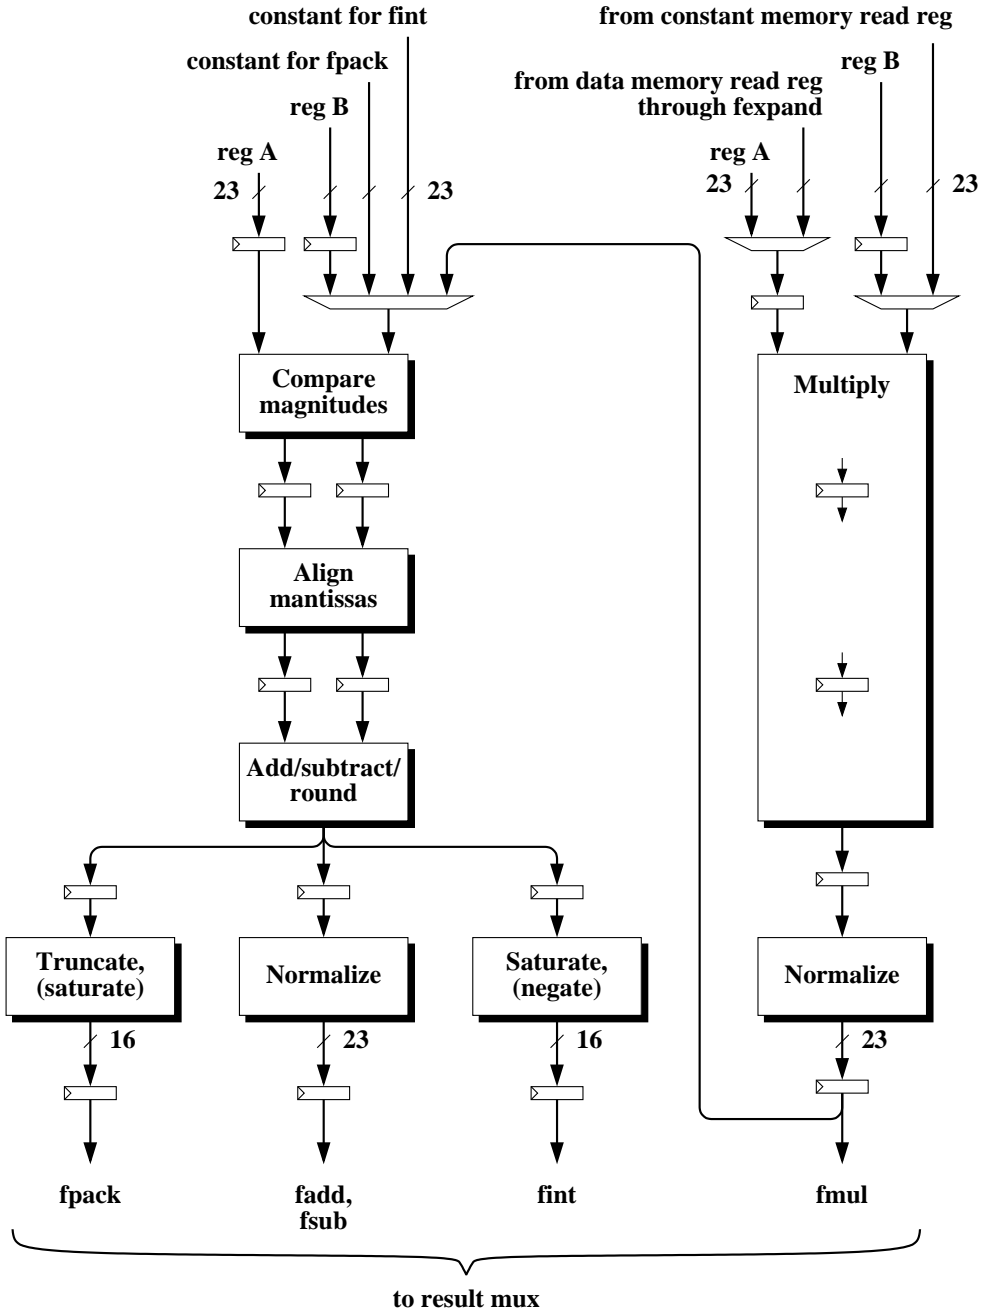 constant for fint
from constant memory read reg
constant for fpack
reg B
from data memory read reg
through fexpand
reg B
reg A
reg A
23
23
23
23
Compare
magnitudes
Multiply
Align
mantissas
Add/subtract/
round
Truncate,
(saturate)
Normalize
Saturate,
(negate)
Normalize
16
23
16
23
fpack
fadd,
fsub
fint
fmul
to result mux